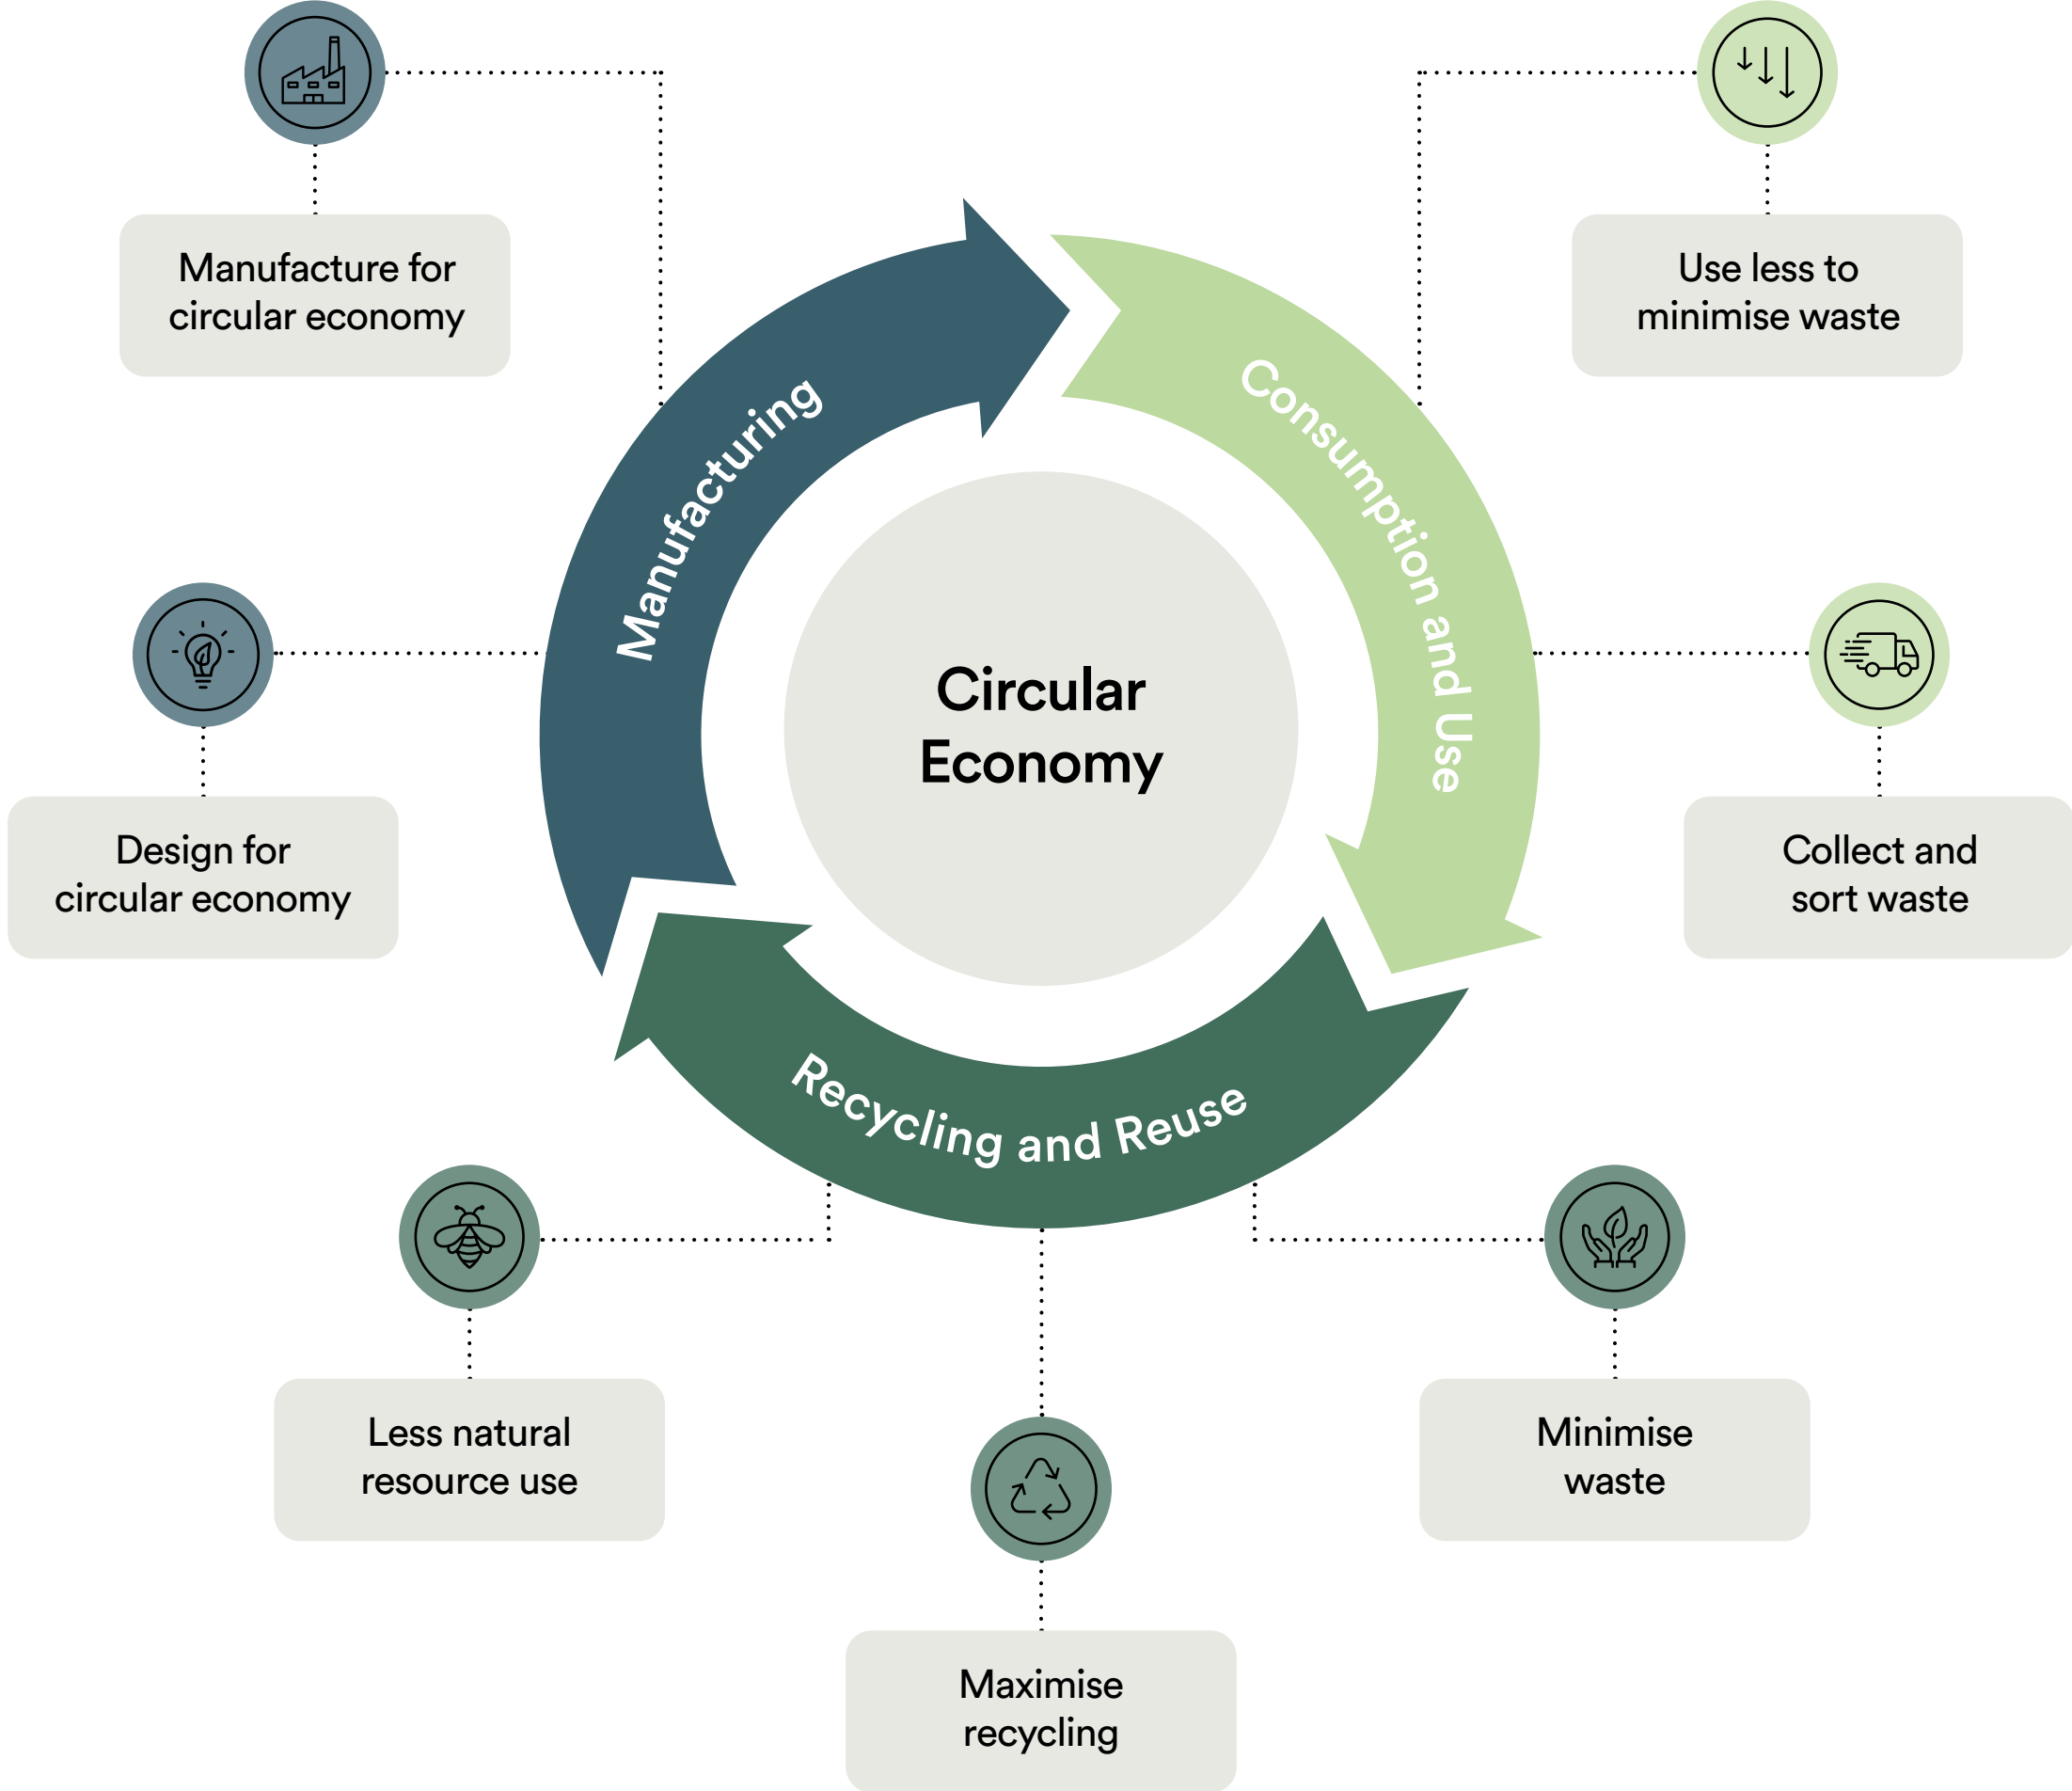 Manufacture for
circular economy
Use less to
minimise waste
Manufacturing
Consumption and Use
Circular
Economy
Design for
circular economy
Collect and
sort waste
Recycling and Reuse
Less natural
resource use
Minimise
waste
Maximise
recycling